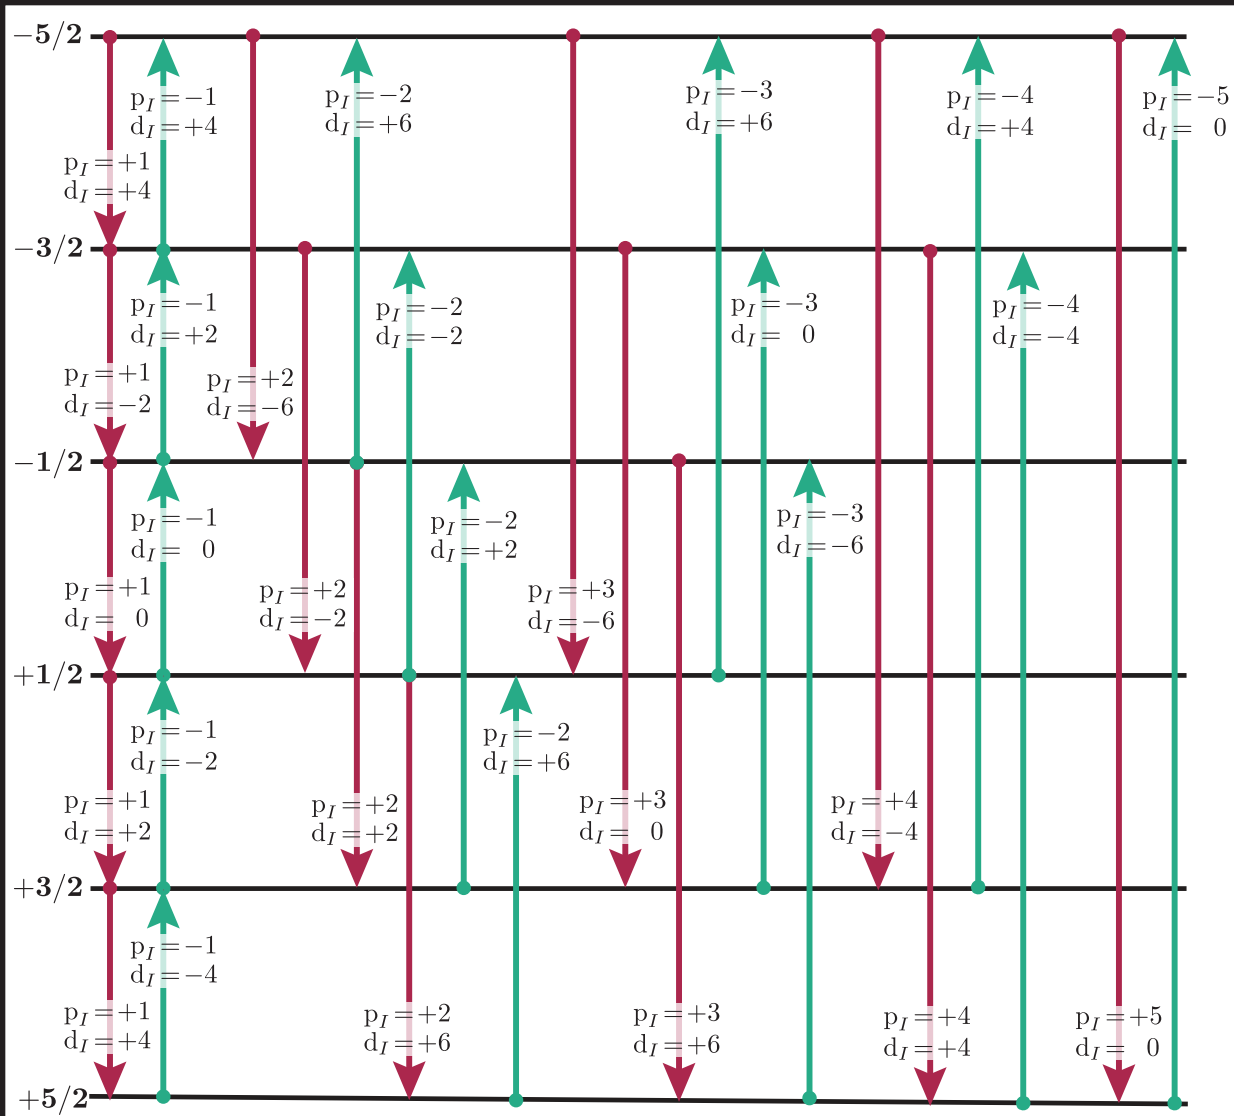 −5/2
p_I=−1
d_I=+4
p_I=−2
d_I=+6
p_I=−3
d_I=+6
p_I=−4
d_I=+4
p_I=−5
d_I= 0
p_I=+1
d_I=+4
−3/2
p_I=−1
d_I=+2
p_I=−2
d_I=−2
p_I=−3
d_I= 0
p_I=−4
d_I=−4
p_I=+1
d_I=−2
p_I=+2
d_I=−6
−1/2
p_I=−1
d_I= 0
p_I=−2
d_I=+2
p_I=−3
d_I=−6
p_I=+1
d_I= 0
p_I=+2
d_I=−2
p_I=+3
d_I=−6
+1/2
p_I=−1
d_I=−2
p_I=−2
d_I=+6
p_I=+1
d_I=+2
p_I=+2
d_I=+2
p_I=+3
d_I= 0
p_I=+4
d_I=−4
+3/2
p_I=−1
d_I=−4
p_I=+1
d_I=+4
p_I=+2
d_I=+6
p_I=+3
d_I=+6
p_I=+4
d_I=+4
p_I=+5
d_I= 0
+5/2